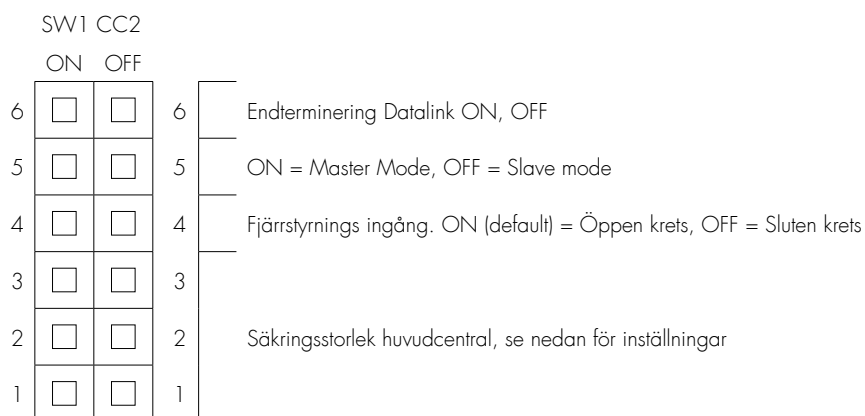 SW1 CC2
ON OFF
6 6 Endterminering Datalink ON, OFF
5 5 ON = Master Mode, OFF = Slave mode
4 4 Fjärrstyrnings ingång. ON (default) = Öppen krets, OFF = Sluten krets
3 3
2 2 Säkringsstorlek huvudcentral, se nedan för inställningar
1 1